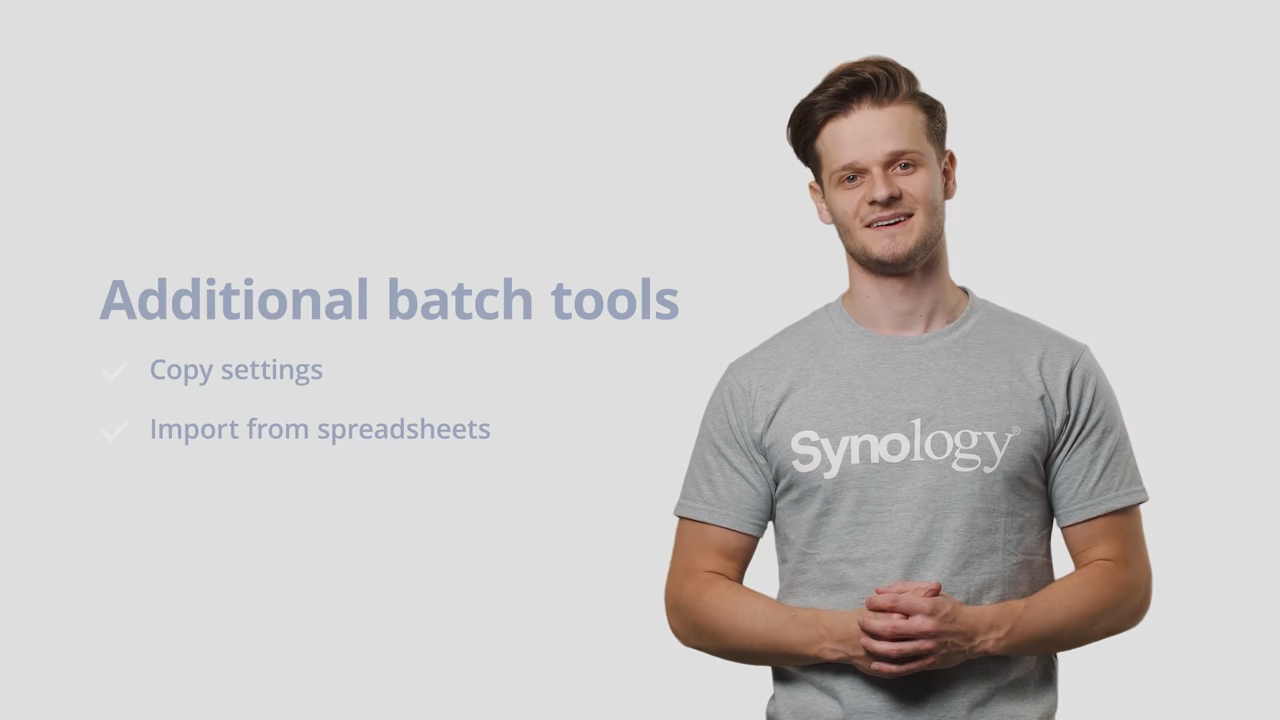 Additional batch tools
Copy settings
Import from spreadsheets
Synology®